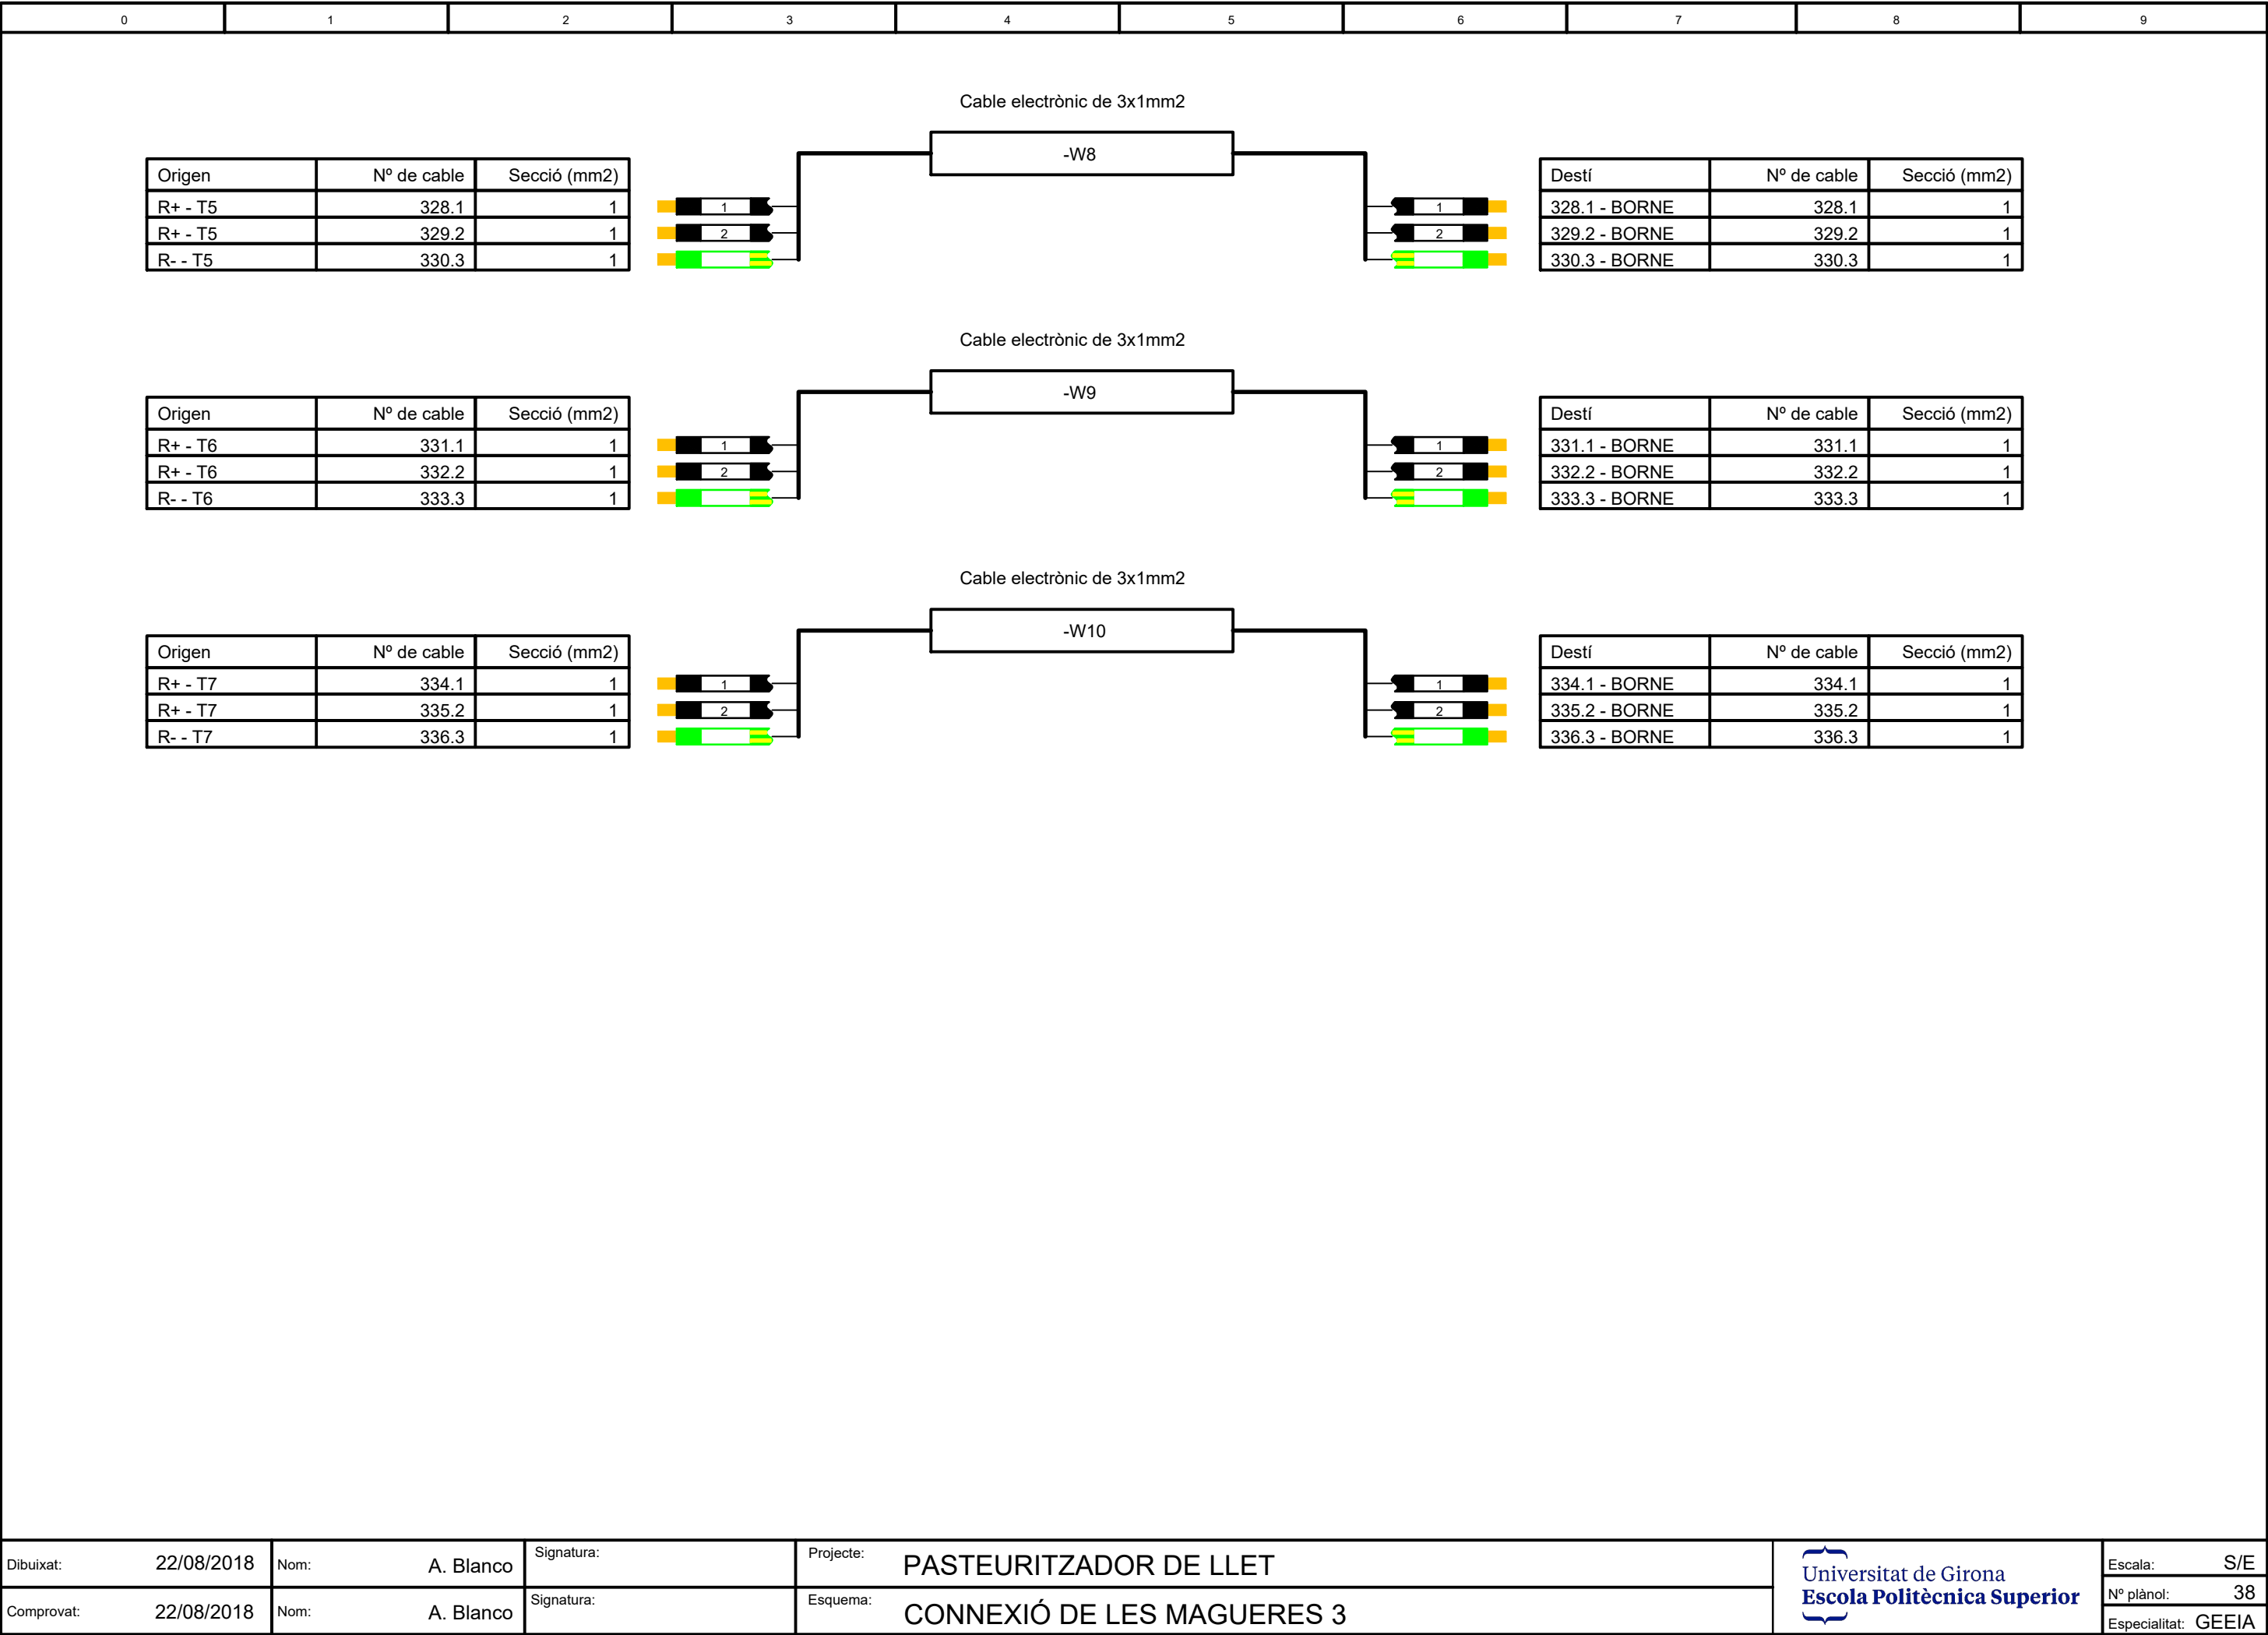 0 1 2 3 4 5 6 7 8 9
Cable electrònic de 3x1mm2
-W8
Origen Nº de cable Secció (mm2) Destí Nº de cable Secció (mm2)
R+ - T5 328.1 1 1 1 328.1 - BORNE 328.1 1
R+ - T5 329.2 1 2 2 329.2 - BORNE 329.2 1
R- - T5 330.3 1 330.3 - BORNE 330.3 1
Cable electrònic de 3x1mm2
-W9
Origen Nº de cable Secció (mm2) Destí Nº de cable Secció (mm2)
R+ - T6 331.1 1 1 1 331.1 - BORNE 331.1 1
R+ - T6 332.2 1 2 2 332.2 - BORNE 332.2 1
R- - T6 333.3 1 333.3 - BORNE 333.3 1
Cable electrònic de 3x1mm2
-W10
Origen Nº de cable Secció (mm2) Destí Nº de cable Secció (mm2)
R+ - T7 334.1 1 1 1 334.1 - BORNE 334.1 1
R+ - T7 335.2 1 2 2 335.2 - BORNE 335.2 1
R- - T7 336.3 1 336.3 - BORNE 336.3 1
Dibuixat: 22/08/2018 Nom: A. Blanco Signatura: Projecte: PASTEURITZADOR DE LLET
Comprovat: 22/08/2018 Nom: A. Blanco Signatura: Esquema: CONNEXIÓ DE LES MAGUERES 3
Universitat de Girona
Escola Politècnica Superior
Escala: S/E
Nº plànol: 38
Especialitat: GEEIA